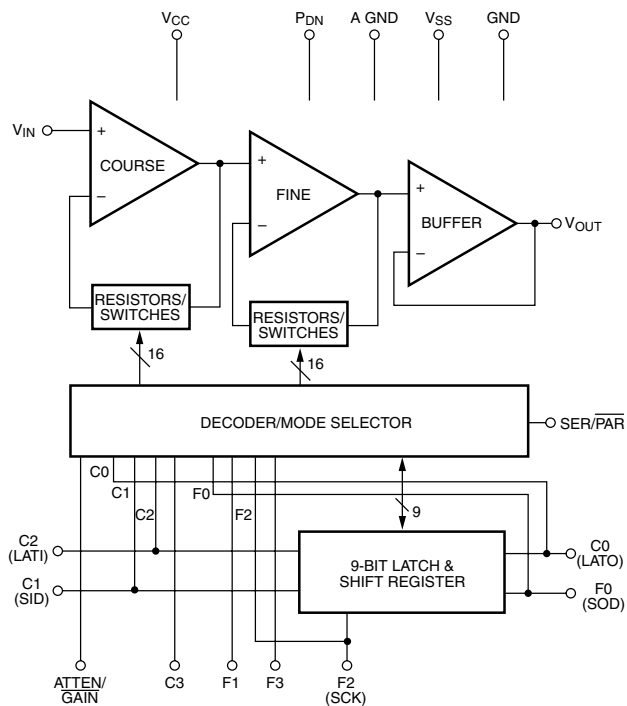 VCC
PDN
A GND
VSS
GND
VIN
+
COURSE
−
+
FINE
−
+
BUFFER
−
VOUT
RESISTORS/
SWITCHES
RESISTORS/
SWITCHES
16
16
DECODER/MODE SELECTOR
SER/PAR
C0
C1
C2
F0
F2
9
C2
(LATI)
C1
(SID)
9-BIT LATCH &
SHIFT REGISTER
C0
(LATO)
F0
(SOD)
ATTEN/
GAIN
C3
F1
F3
F2
(SCK)